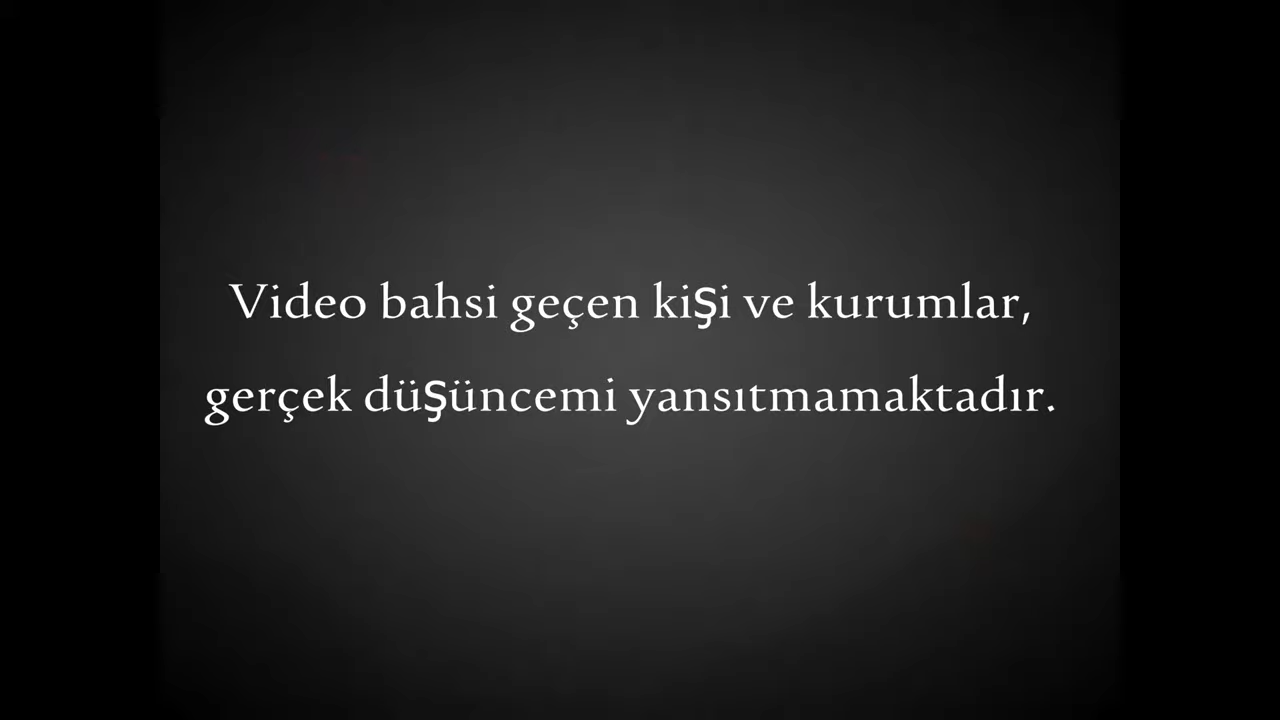 Video bahsi geçen kişi ve kurumlar,
gerçek düşüncemi yansıtmamaktadır.